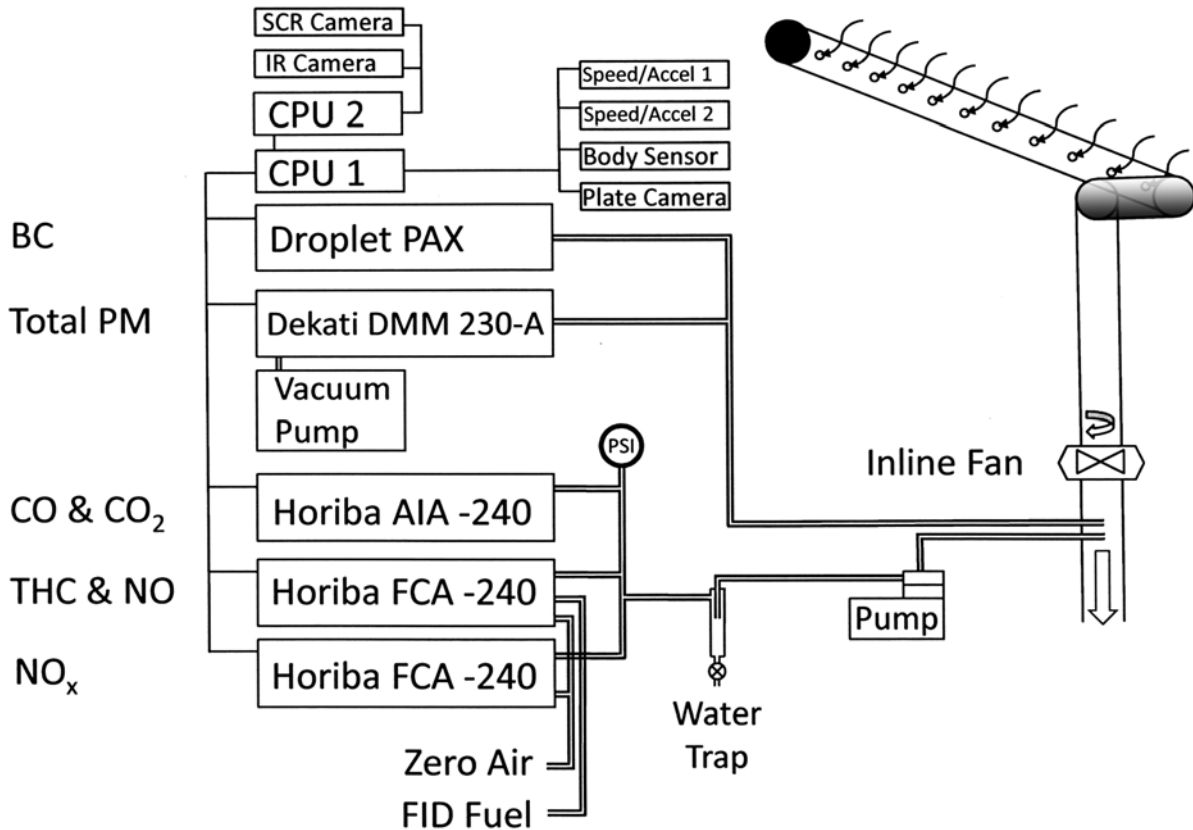 SCR Camera
IR Camera
CPU 2
CPU 1
Speed/Accel 1
Speed/Accel 2
Body Sensor
Plate Camera
BC
Droplet PAX
Total PM
Dekati DMM 230-A
Vacuum
Pump
PSI
Inline Fan
CO & CO₂
Horiba AIA -240
THC & NO
Horiba FCA -240
Pump
NOₓ
Horiba FCA -240
Water
Trap
Zero Air
FID Fuel